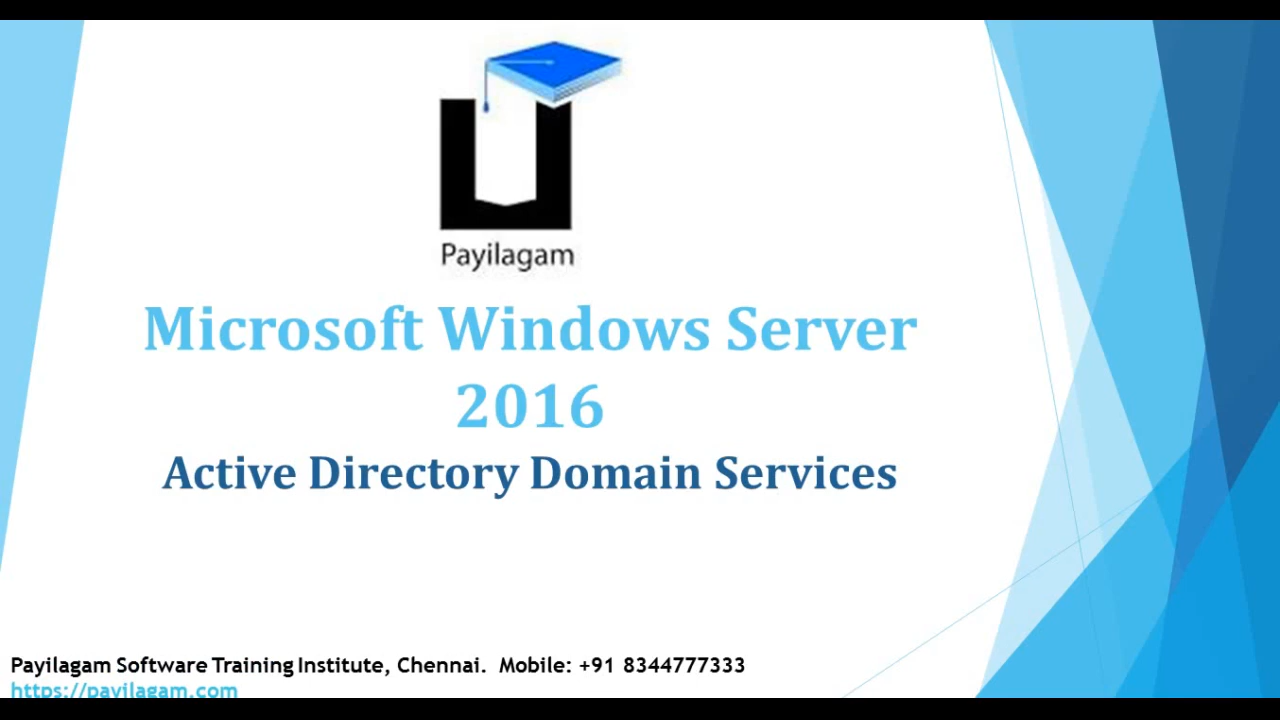 Payilagam
Microsoft Windows Server
2016
Active Directory Domain Services
Payilagam Software Training Institute, Chennai. Mobile: +91 8344777333
https://payilagam.com